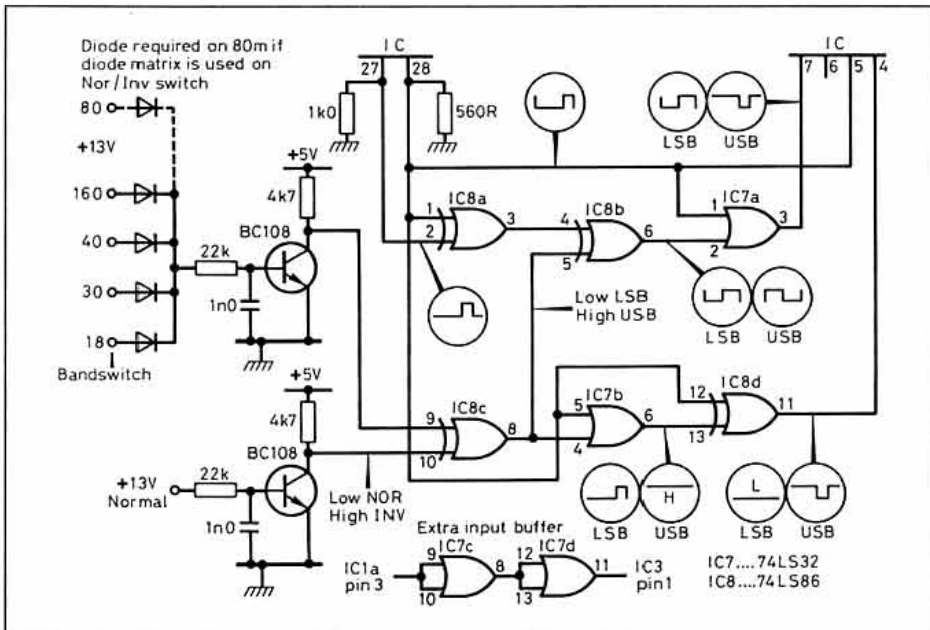 Diode required on 80m if
diode matrix is used on
Nor/Inv switch
80
+13V
160
40
30
18
Bandswitch
22k
1n0
BC108
4k7
+5V
IC
27 28
1k0
560R
IC
7 6 5 4
LSB USB
1
2
IC8a
3
4
5
IC8b
6
1
2
IC7a
3
LSB USB
Low LSB
High USB
+5V
4k7
BC108
22k
+13V
Normal
1n0
Low NOR
High INV
9
10
IC8c
8
5
4
IC7b
6
12
13
IC8d
11
H
LSB USB
L
LSB USB
Extra input buffer
IC1a
pin 3
9
10
IC7c
8
12
13
IC7d
11
IC3
pin 1
IC7....74LS32
IC8....74LS86